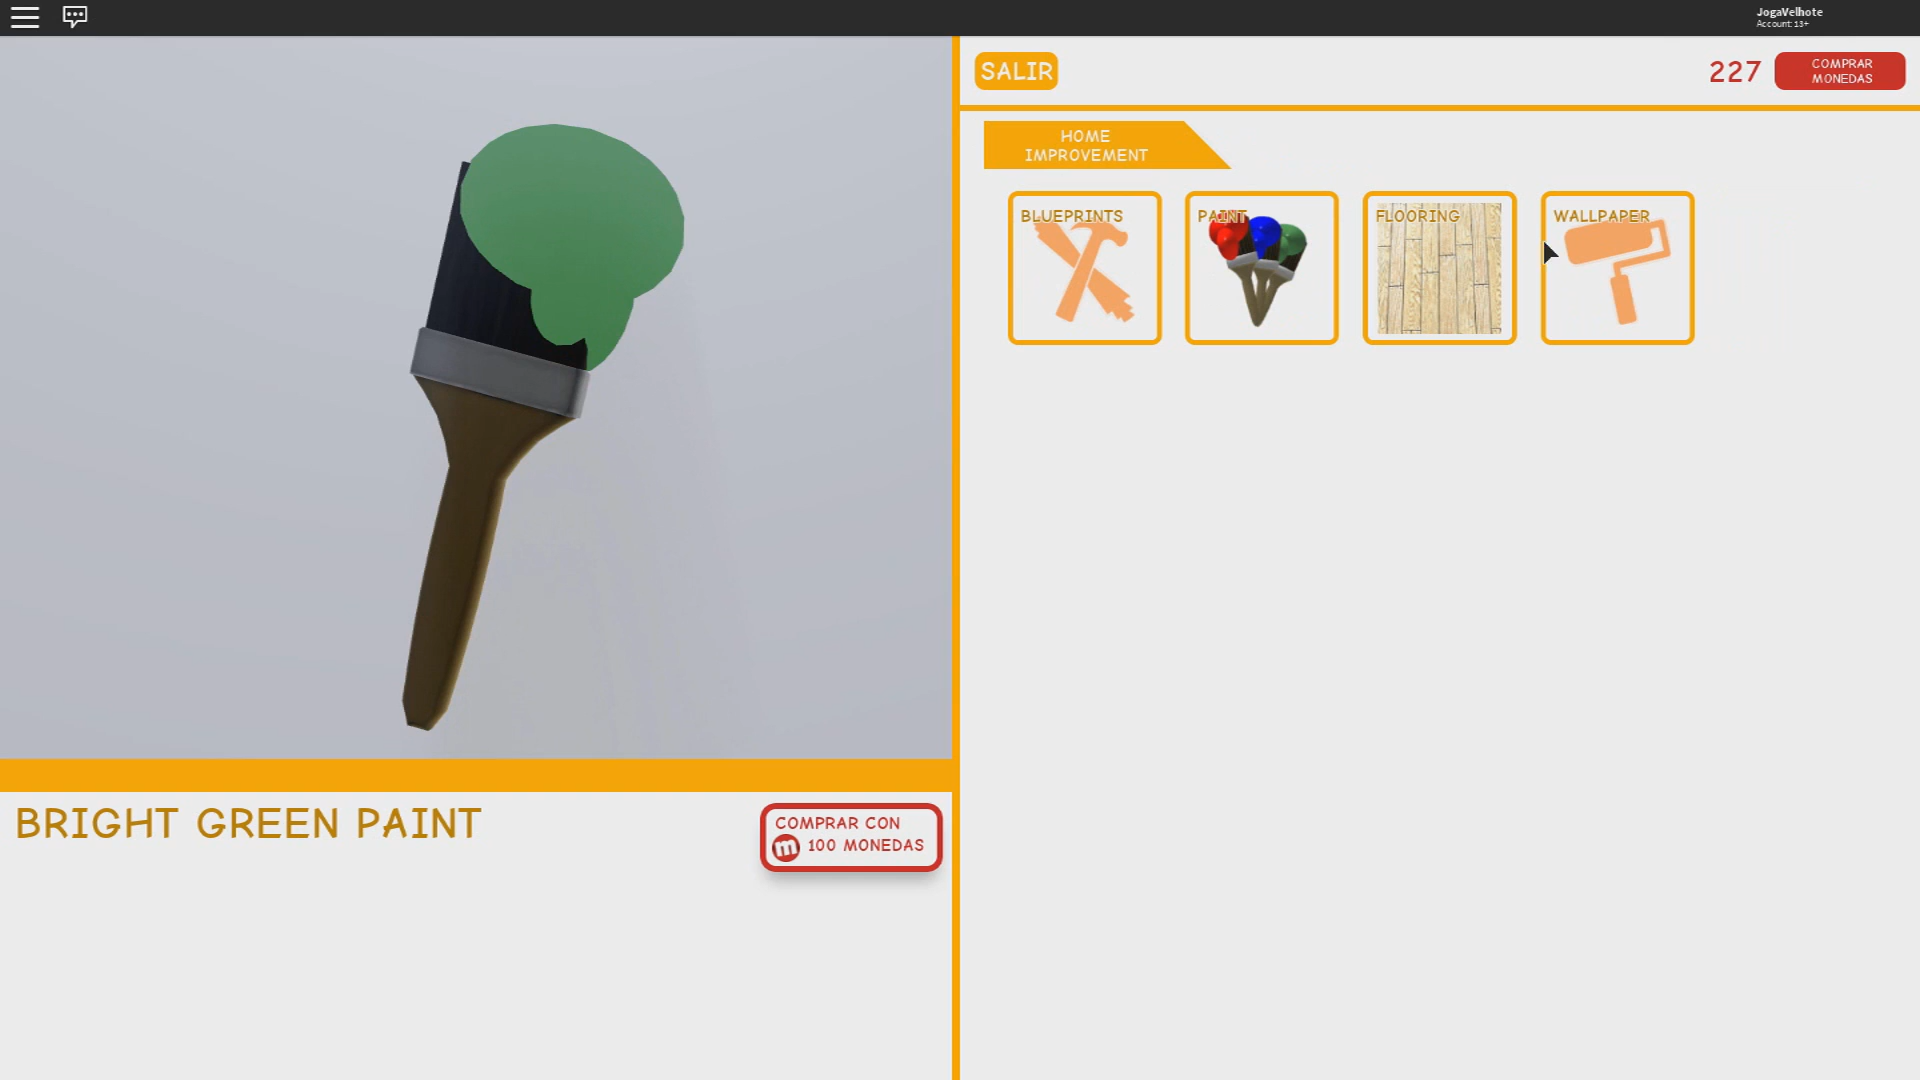 JogaVelhote
Account: 13+
SALIR
227
COMPRAR
MONEDAS
HOME
IMPROVEMENT
BLUEPRINTS
PAINT
FLOORING
WALLPAPER
BRIGHT GREEN PAINT
COMPRAR CON
m 100 MONEDAS